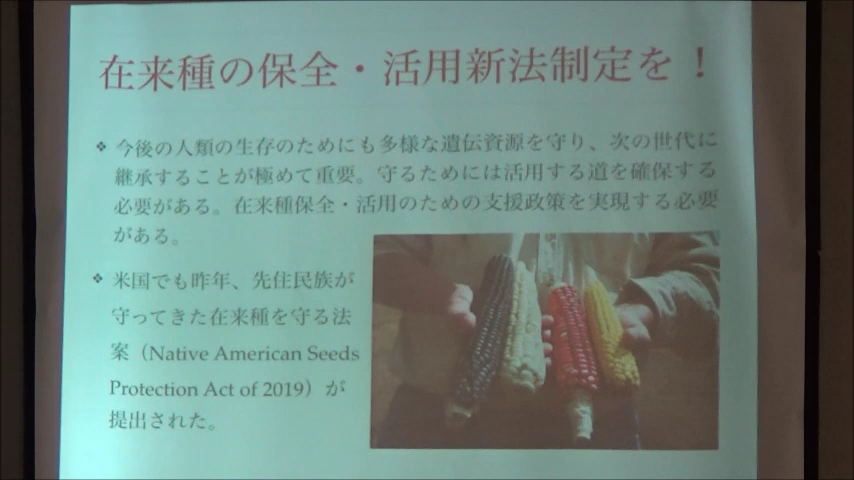 在来種の保全・活用新法制定を！
❖ 今後の人類の生存のためにも多様な遺伝資源を守り、次の世代に
継承することが極めて重要。守るためには活用する道を確保する
必要がある。在来種保全・活用のための支援政策を実現する必要
がある。
❖ 米国でも昨年、先住民族が
守ってきた在来種を守る法
案（Native American Seeds
Protection Act of 2019）が
提出された。